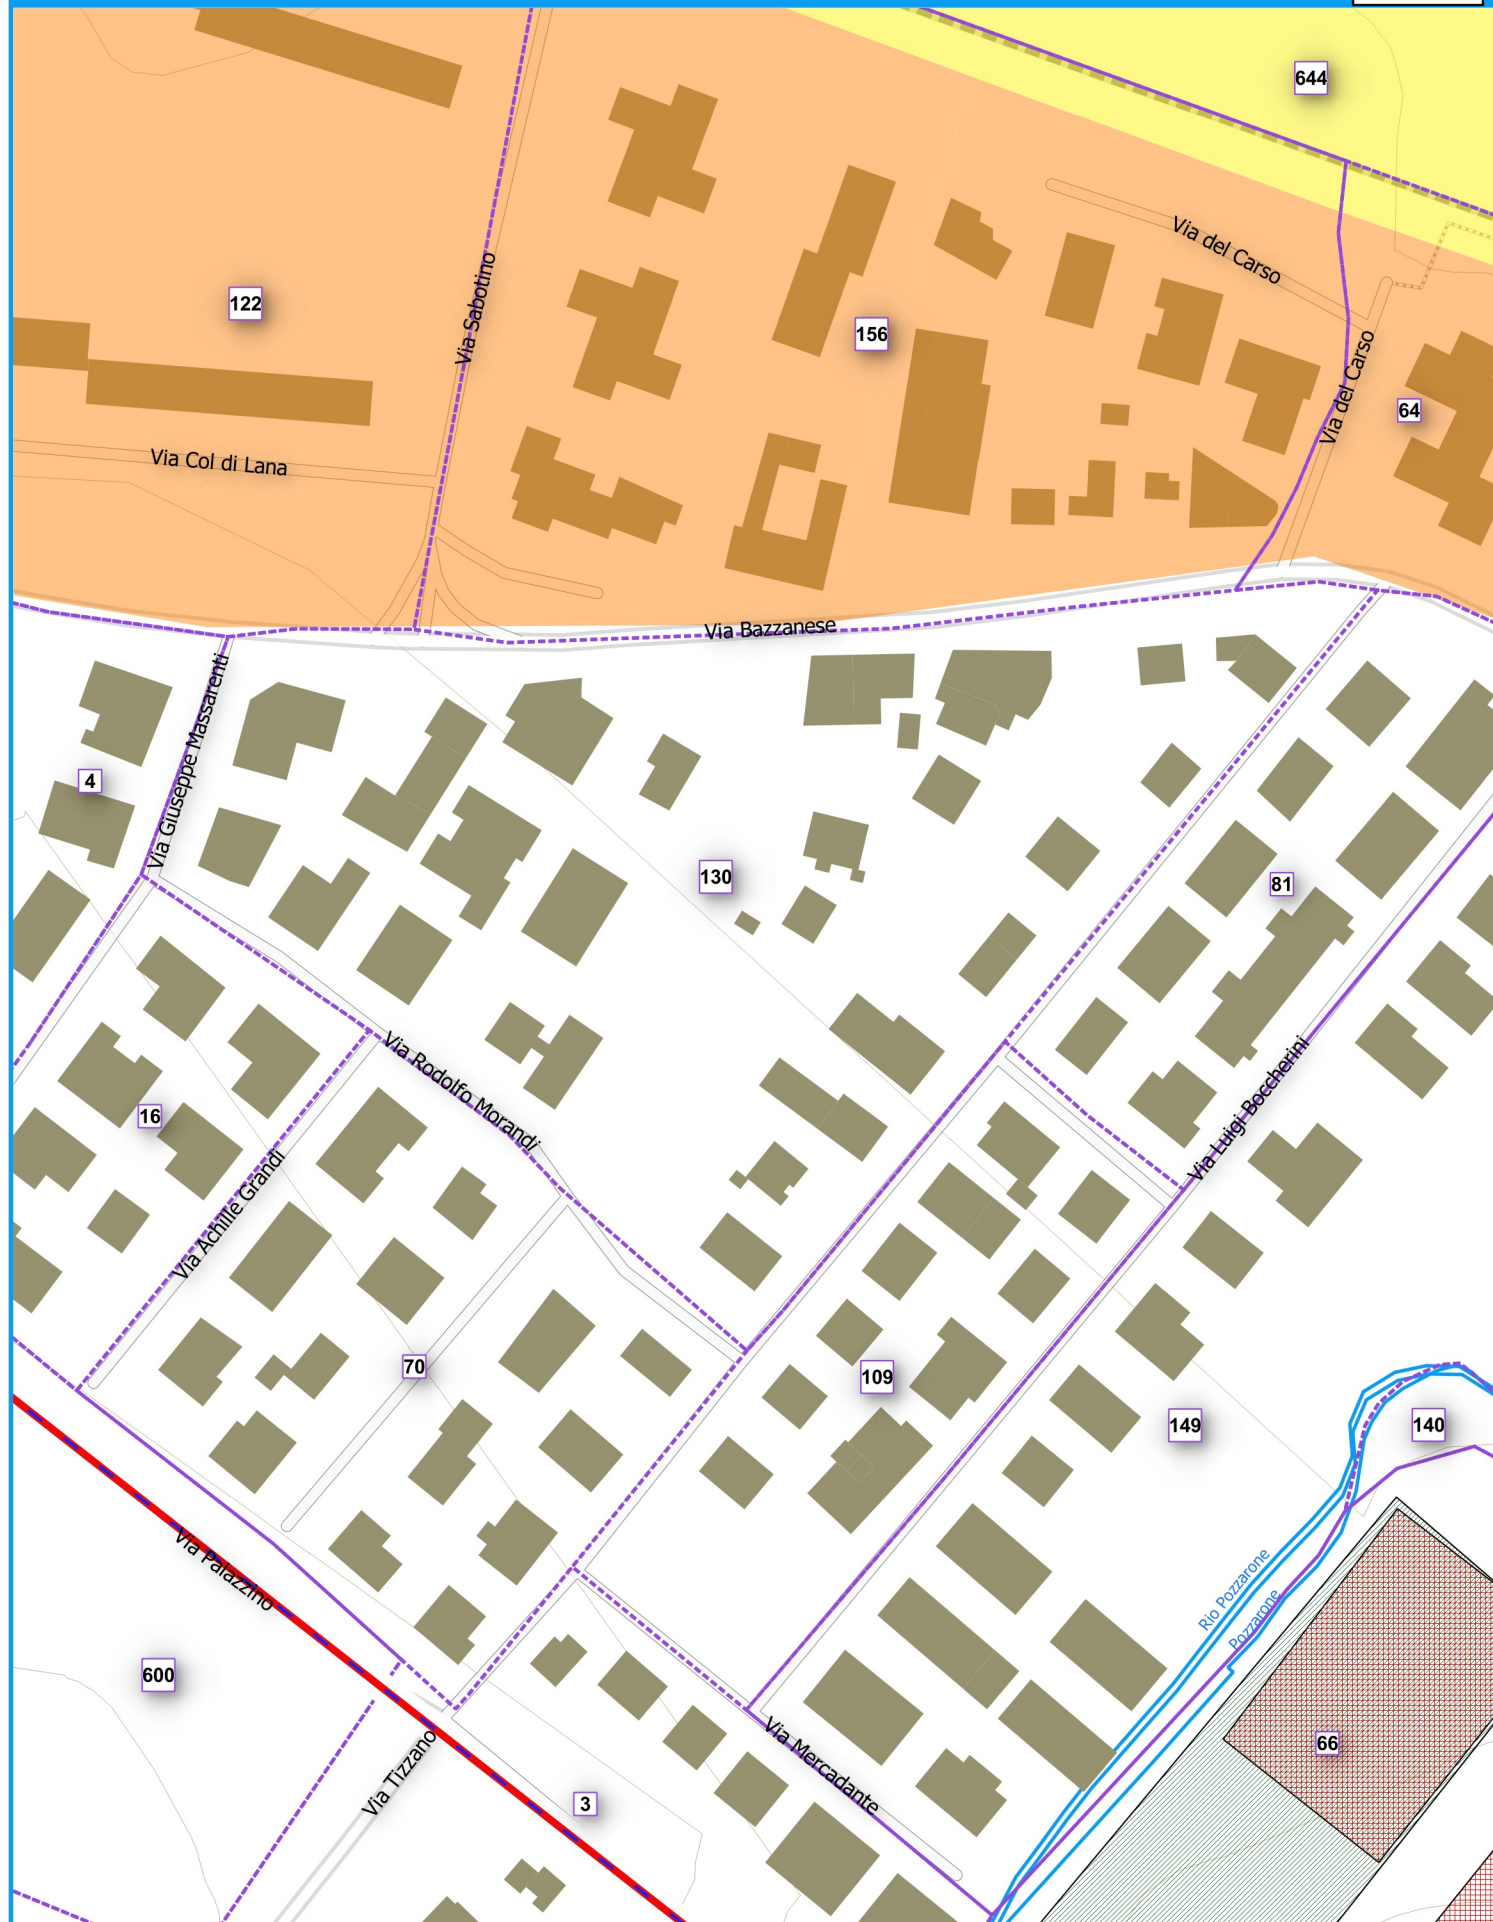 644
Via del Carso
Via Sabotino
122
156
Via del Carso
64
Via Col di Lana
Via Bazzanese
Via Giuseppe Massarenti
4
130
81
Via Rodolfo Morandi
Via Luigi Boccherini
16
Via Achille Grandi
70
109
149
140
Via Palazzino
Rio Pozzarone
Pozzarone
600
Via Mercadante
66
Via Tizzano
3